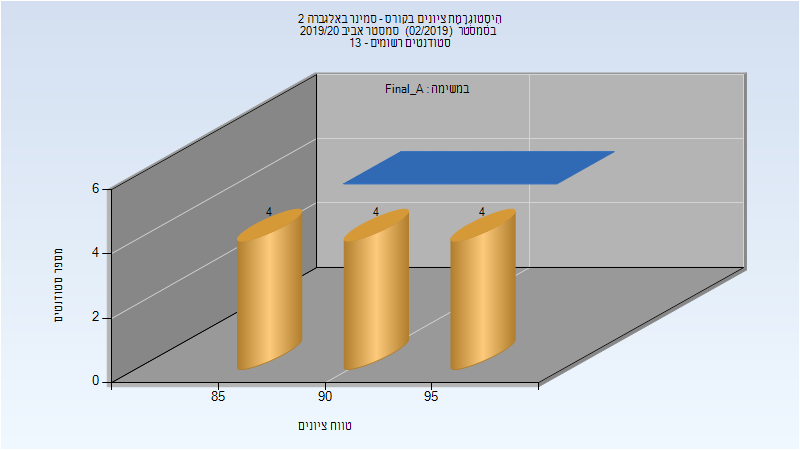 היסטוגרמת ציונים בקורס - סמינר באלגברה 2
בסמסטר (02/2019) סמסטר אביב 2019/20
סטודנטים רשומים - 13
במשימה : Final_A
מספר סטודנטים
6
4
2
0
4
4
4
85
90
95
טווח ציונים